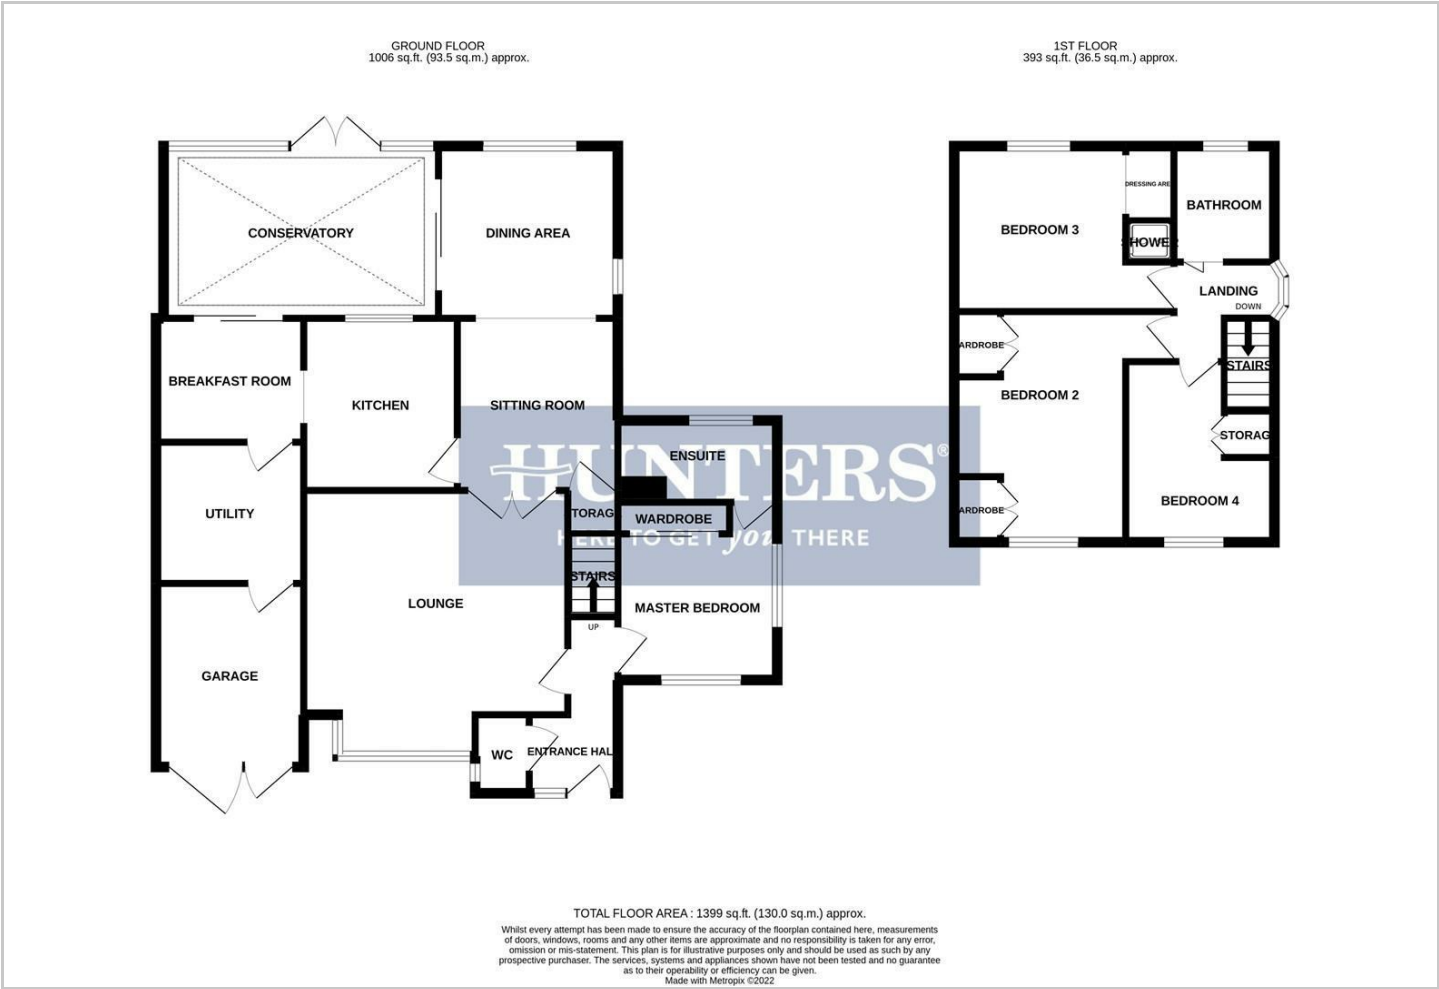 GROUND FLOOR
1006 sq.ft. (93.5 sq.m.) approx.
1ST FLOOR
393 sq.ft. (36.5 sq.m.) approx.
CONSERVATORY
DINING AREA
BREAKFAST ROOM
KITCHEN
SITTING ROOM
UTILITY
ENSUITE
WARDROBE
TORAG
STAIRS
UP
LOUNGE
MASTER BEDROOM
GARAGE
WC
ENTRANCE HAL
BEDROOM 3
DRESSING ARE
BATHROOM
SHOWER
LANDING
DOWN
ARDROBE
STAIRS
BEDROOM 2
STORAG
ARDROBE
BEDROOM 4
HUNTERS®
HERE TO GET you THERE
TOTAL FLOOR AREA : 1399 sq.ft. (130.0 sq.m.) approx.
Whilst every attempt has been made to ensure the accuracy of the floorplan contained here, measurements
of doors, windows, rooms and any other items are approximate and no responsibility is taken for any error,
omission or mis-statement. This plan is for illustrative purposes only and should be used as such by any
prospective purchaser. The services, systems and appliances shown have not been tested and no guarantee
as to their operability or efficiency can be given.
Made with Metropix ©2022